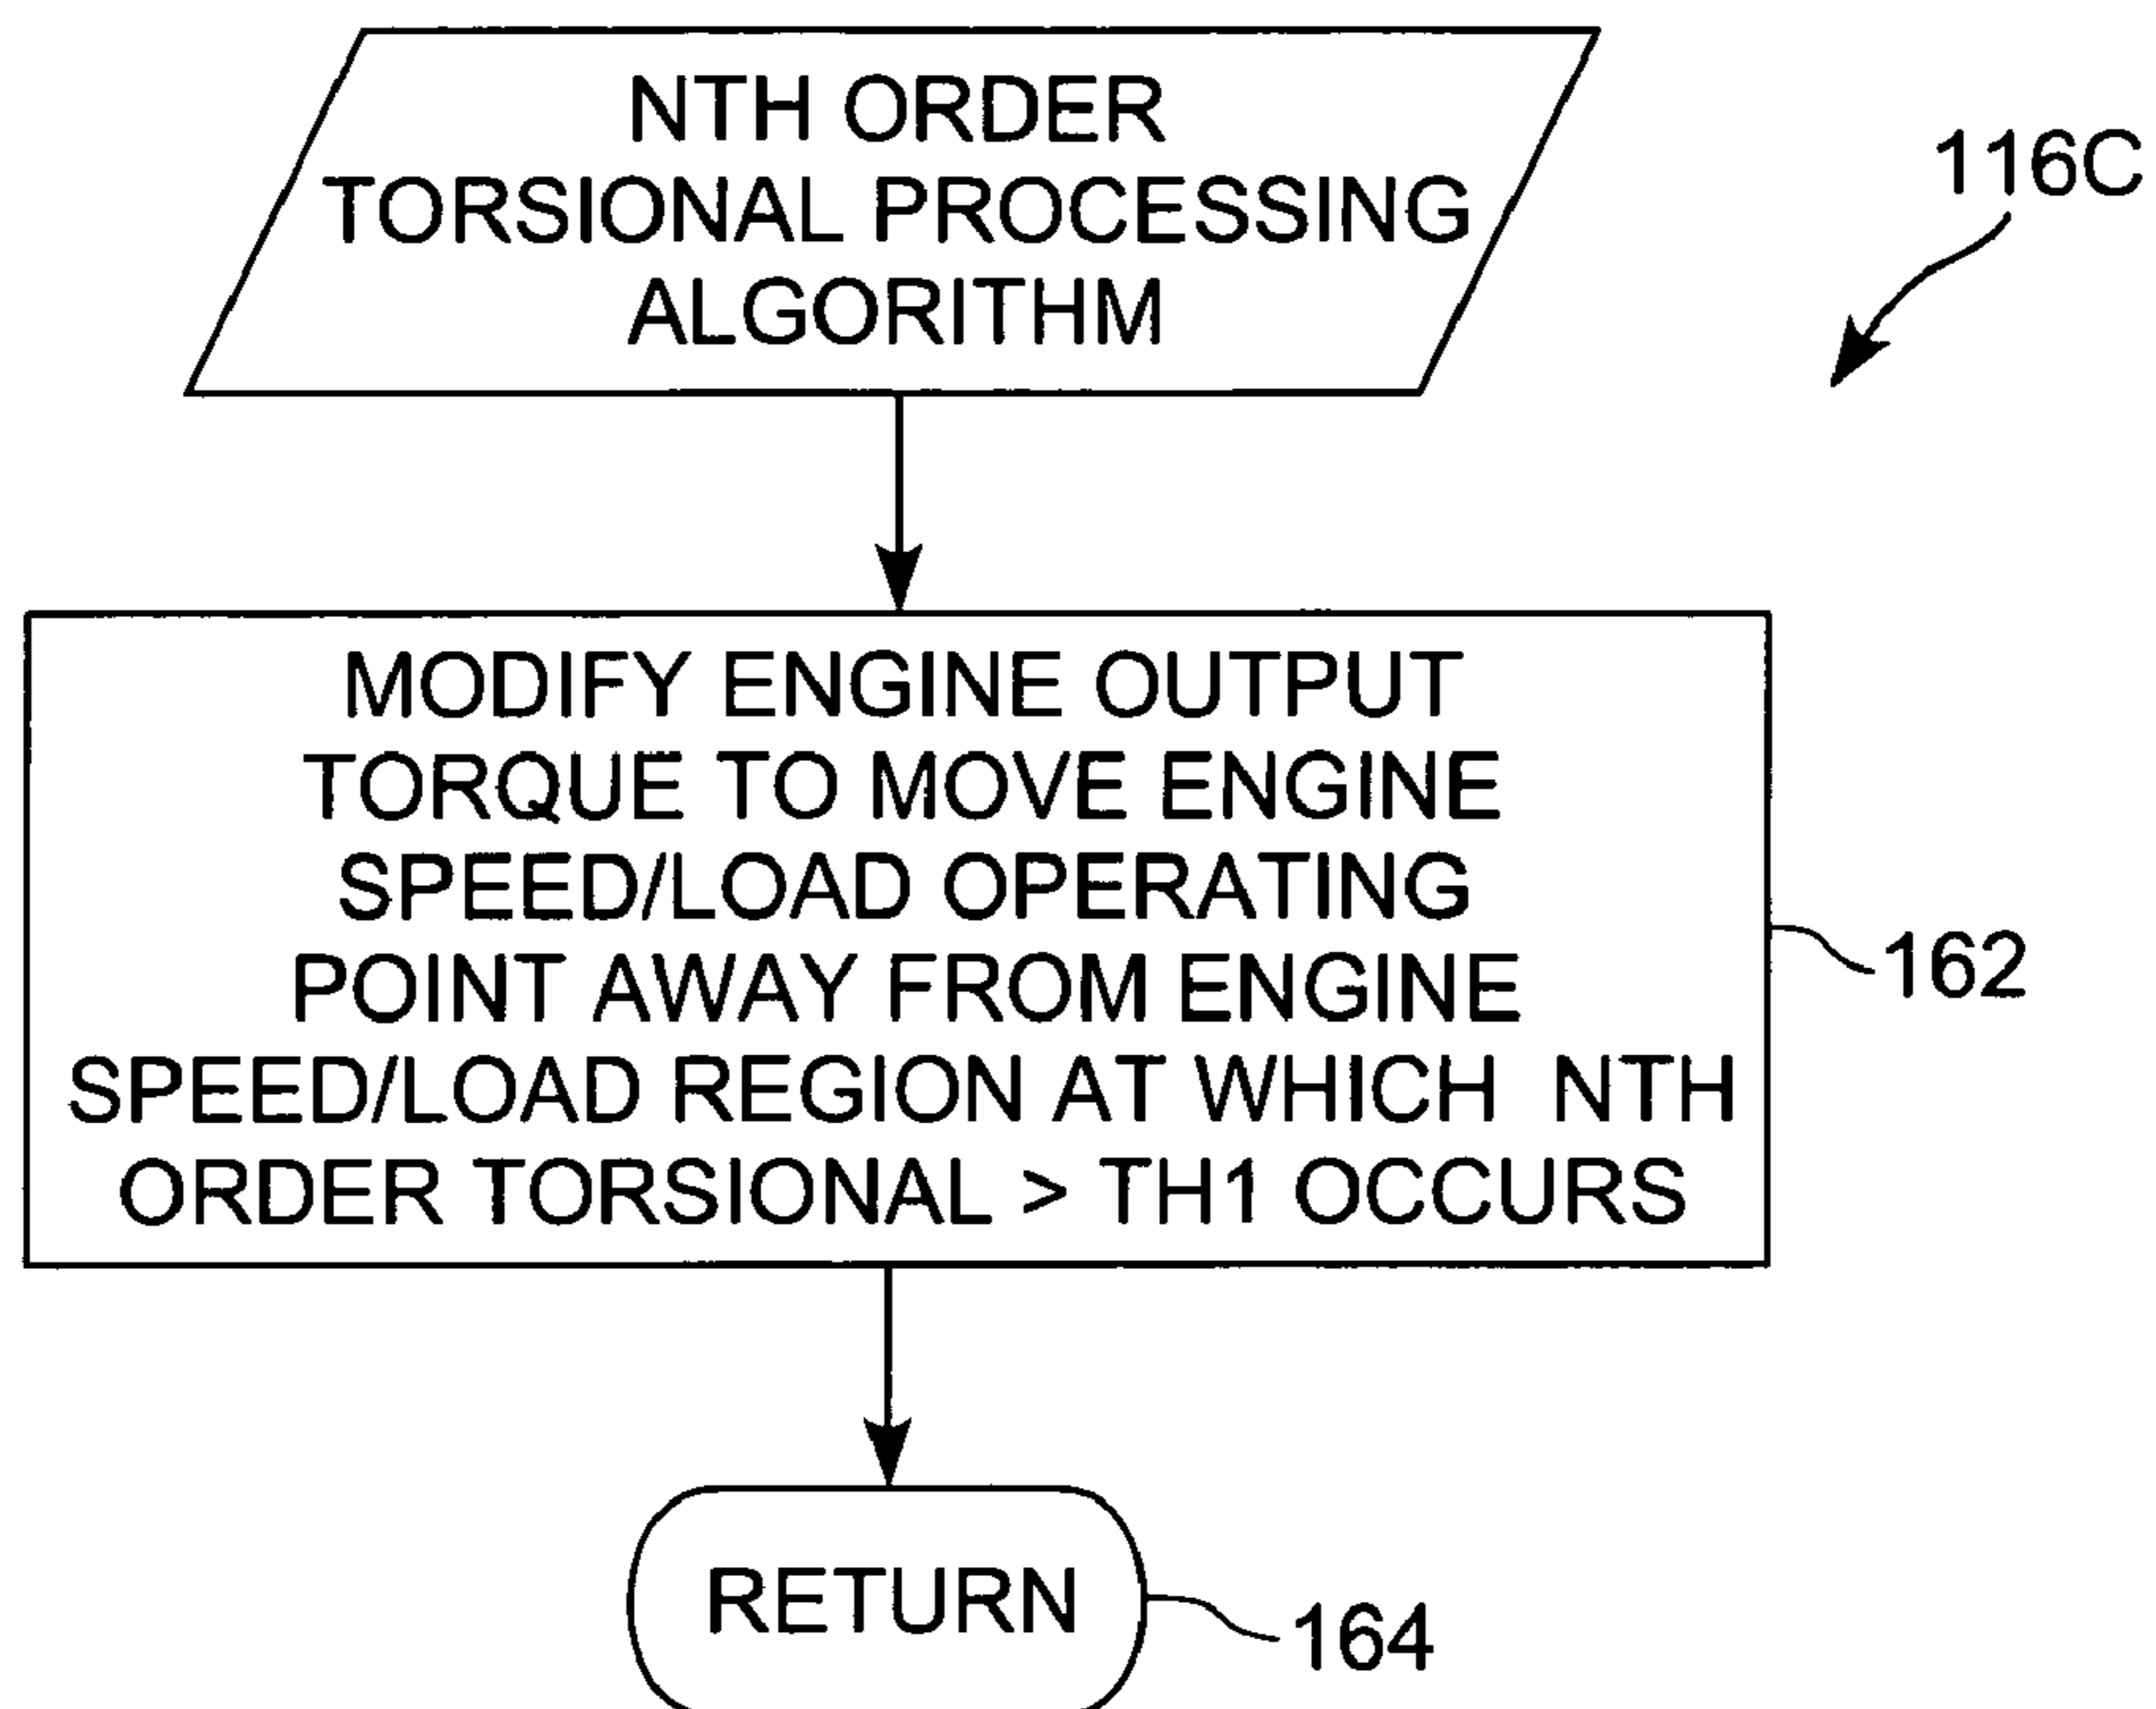 NTH ORDER
TORSIONAL PROCESSING
ALGORITHM
116C
MODIFY ENGINE OUTPUT
TORQUE TO MOVE ENGINE
SPEED/LOAD OPERATING
POINT AWAY FROM ENGINE
SPEED/LOAD REGION AT WHICH NTH
ORDER TORSIONAL > TH1 OCCURS
162
RETURN
164